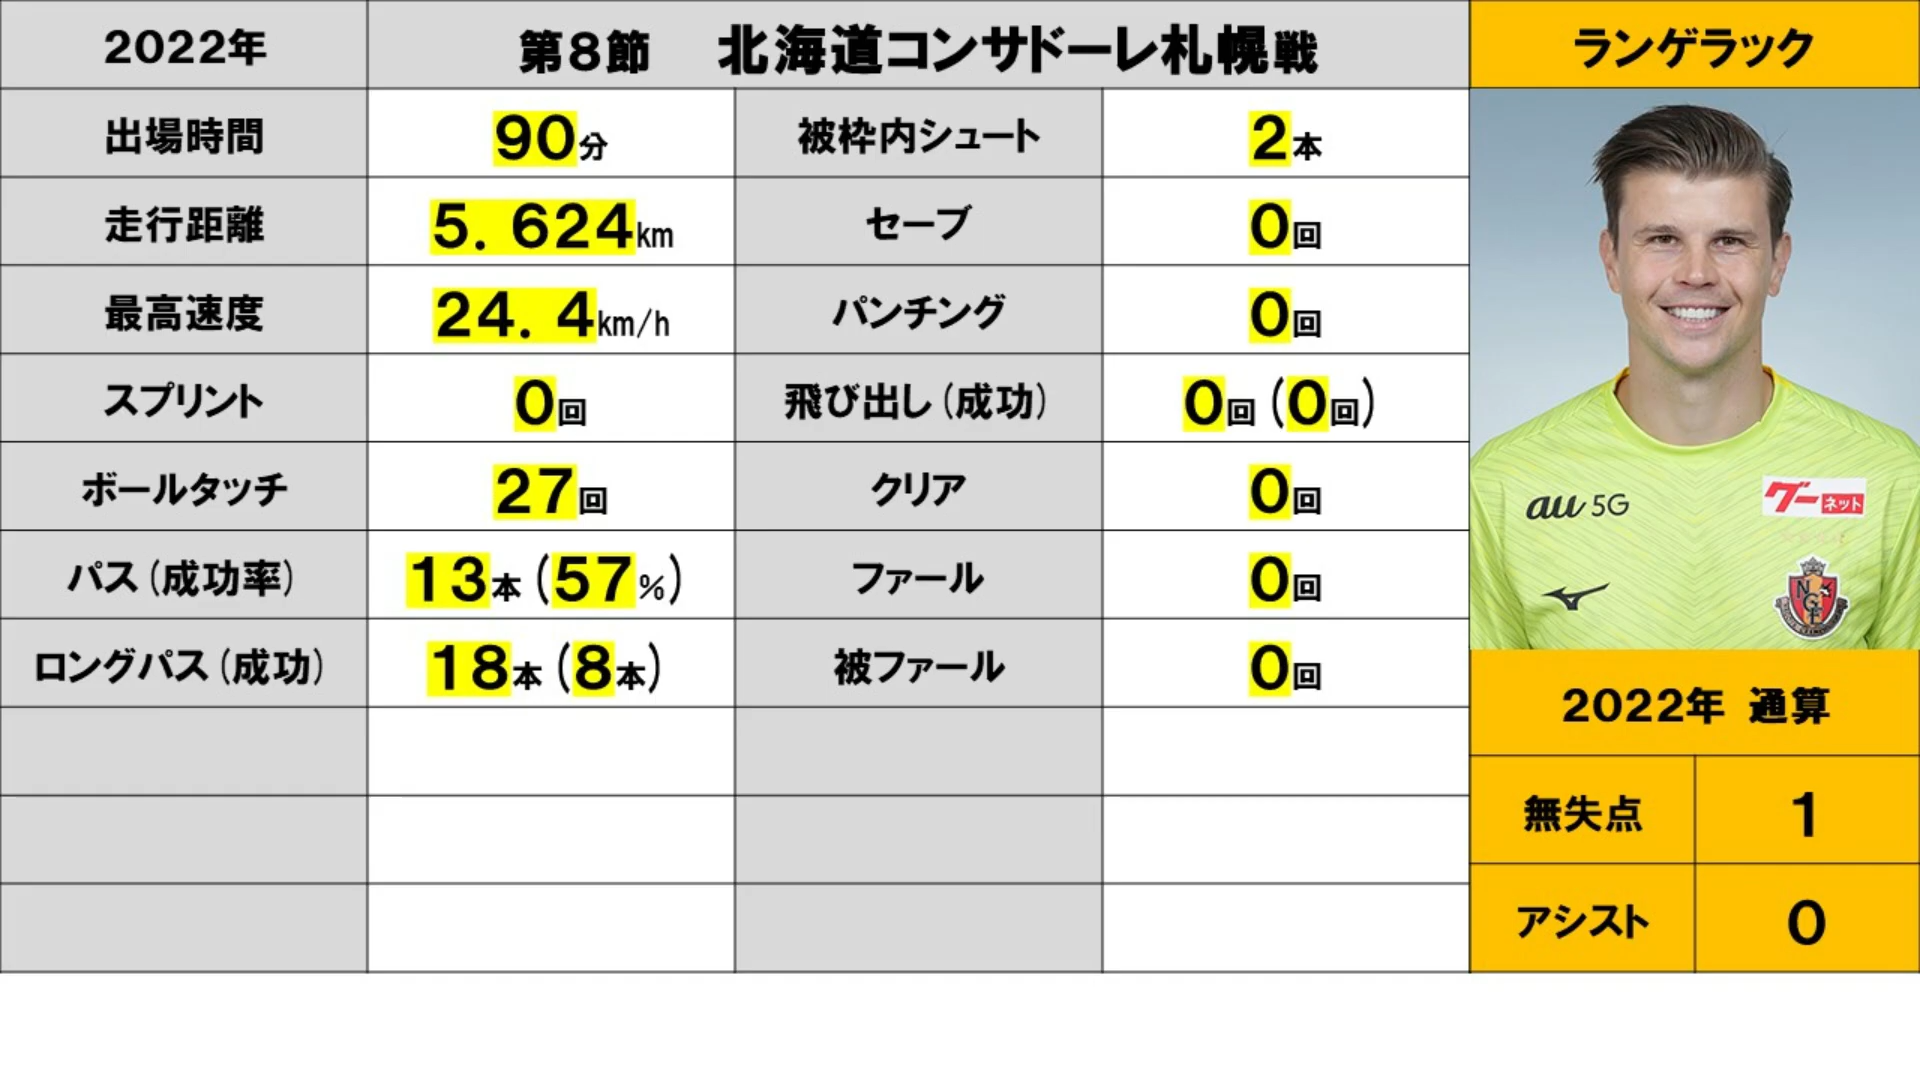 2022年 第8節 北海道コンサドーレ札幌戦 ランゲラック
出場時間 90分 被枠内シュート 2本
走行距離 5．624km セーブ 0回
最高速度 24．4km/h パンチング 0回
スプリント 0回 飛び出し(成功) 0回(0回)
ボールタッチ 27回 クリア 0回
パス(成功率) 13本(57%) ファール 0回
ロングパス(成功) 18本(8本) 被ファール 0回
au 5G
グーネット
NGE
2022年 通算
無失点 1
アシスト 0